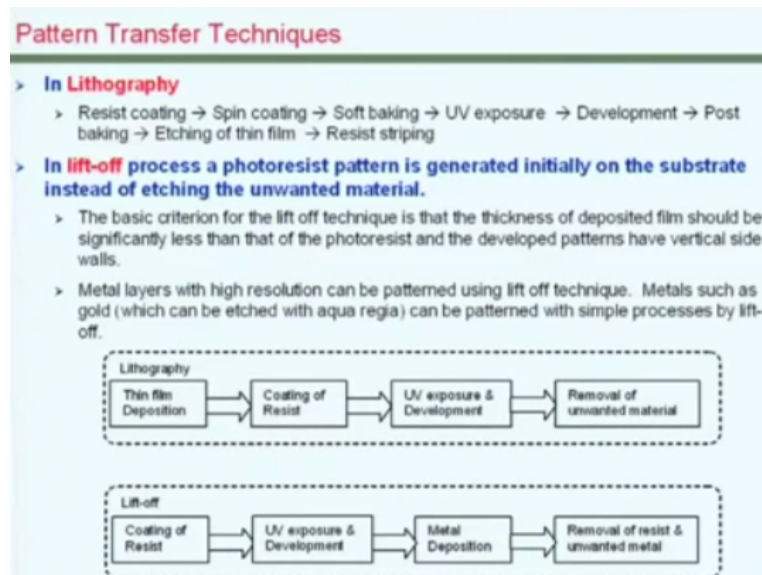 Pattern Transfer Techniques
➤ In Lithography
➤ Resist coating → Spin coating → Soft baking → UV exposure → Development → Post
baking → Etching of thin film → Resist striping
➤ In lift-off process a photoresist pattern is generated initially on the substrate
instead of etching the unwanted material.
➤ The basic criterion for the lift off technique is that the thickness of deposited film should be
significantly less than that of the photoresist and the developed patterns have vertical side
walls.
➤ Metal layers with high resolution can be patterned using lift off technique. Metals such as
gold (which can be etched with aqua regia) can be patterned with simple processes by lift-
off.
Lithography
Thin film
Deposition
Coating of
Resist
UV exposure &
Development
Removal of
unwanted material
Lift-off
Coating of
Resist
UV exposure &
Development
Metal
Deposition
Removal of resist &
unwanted metal